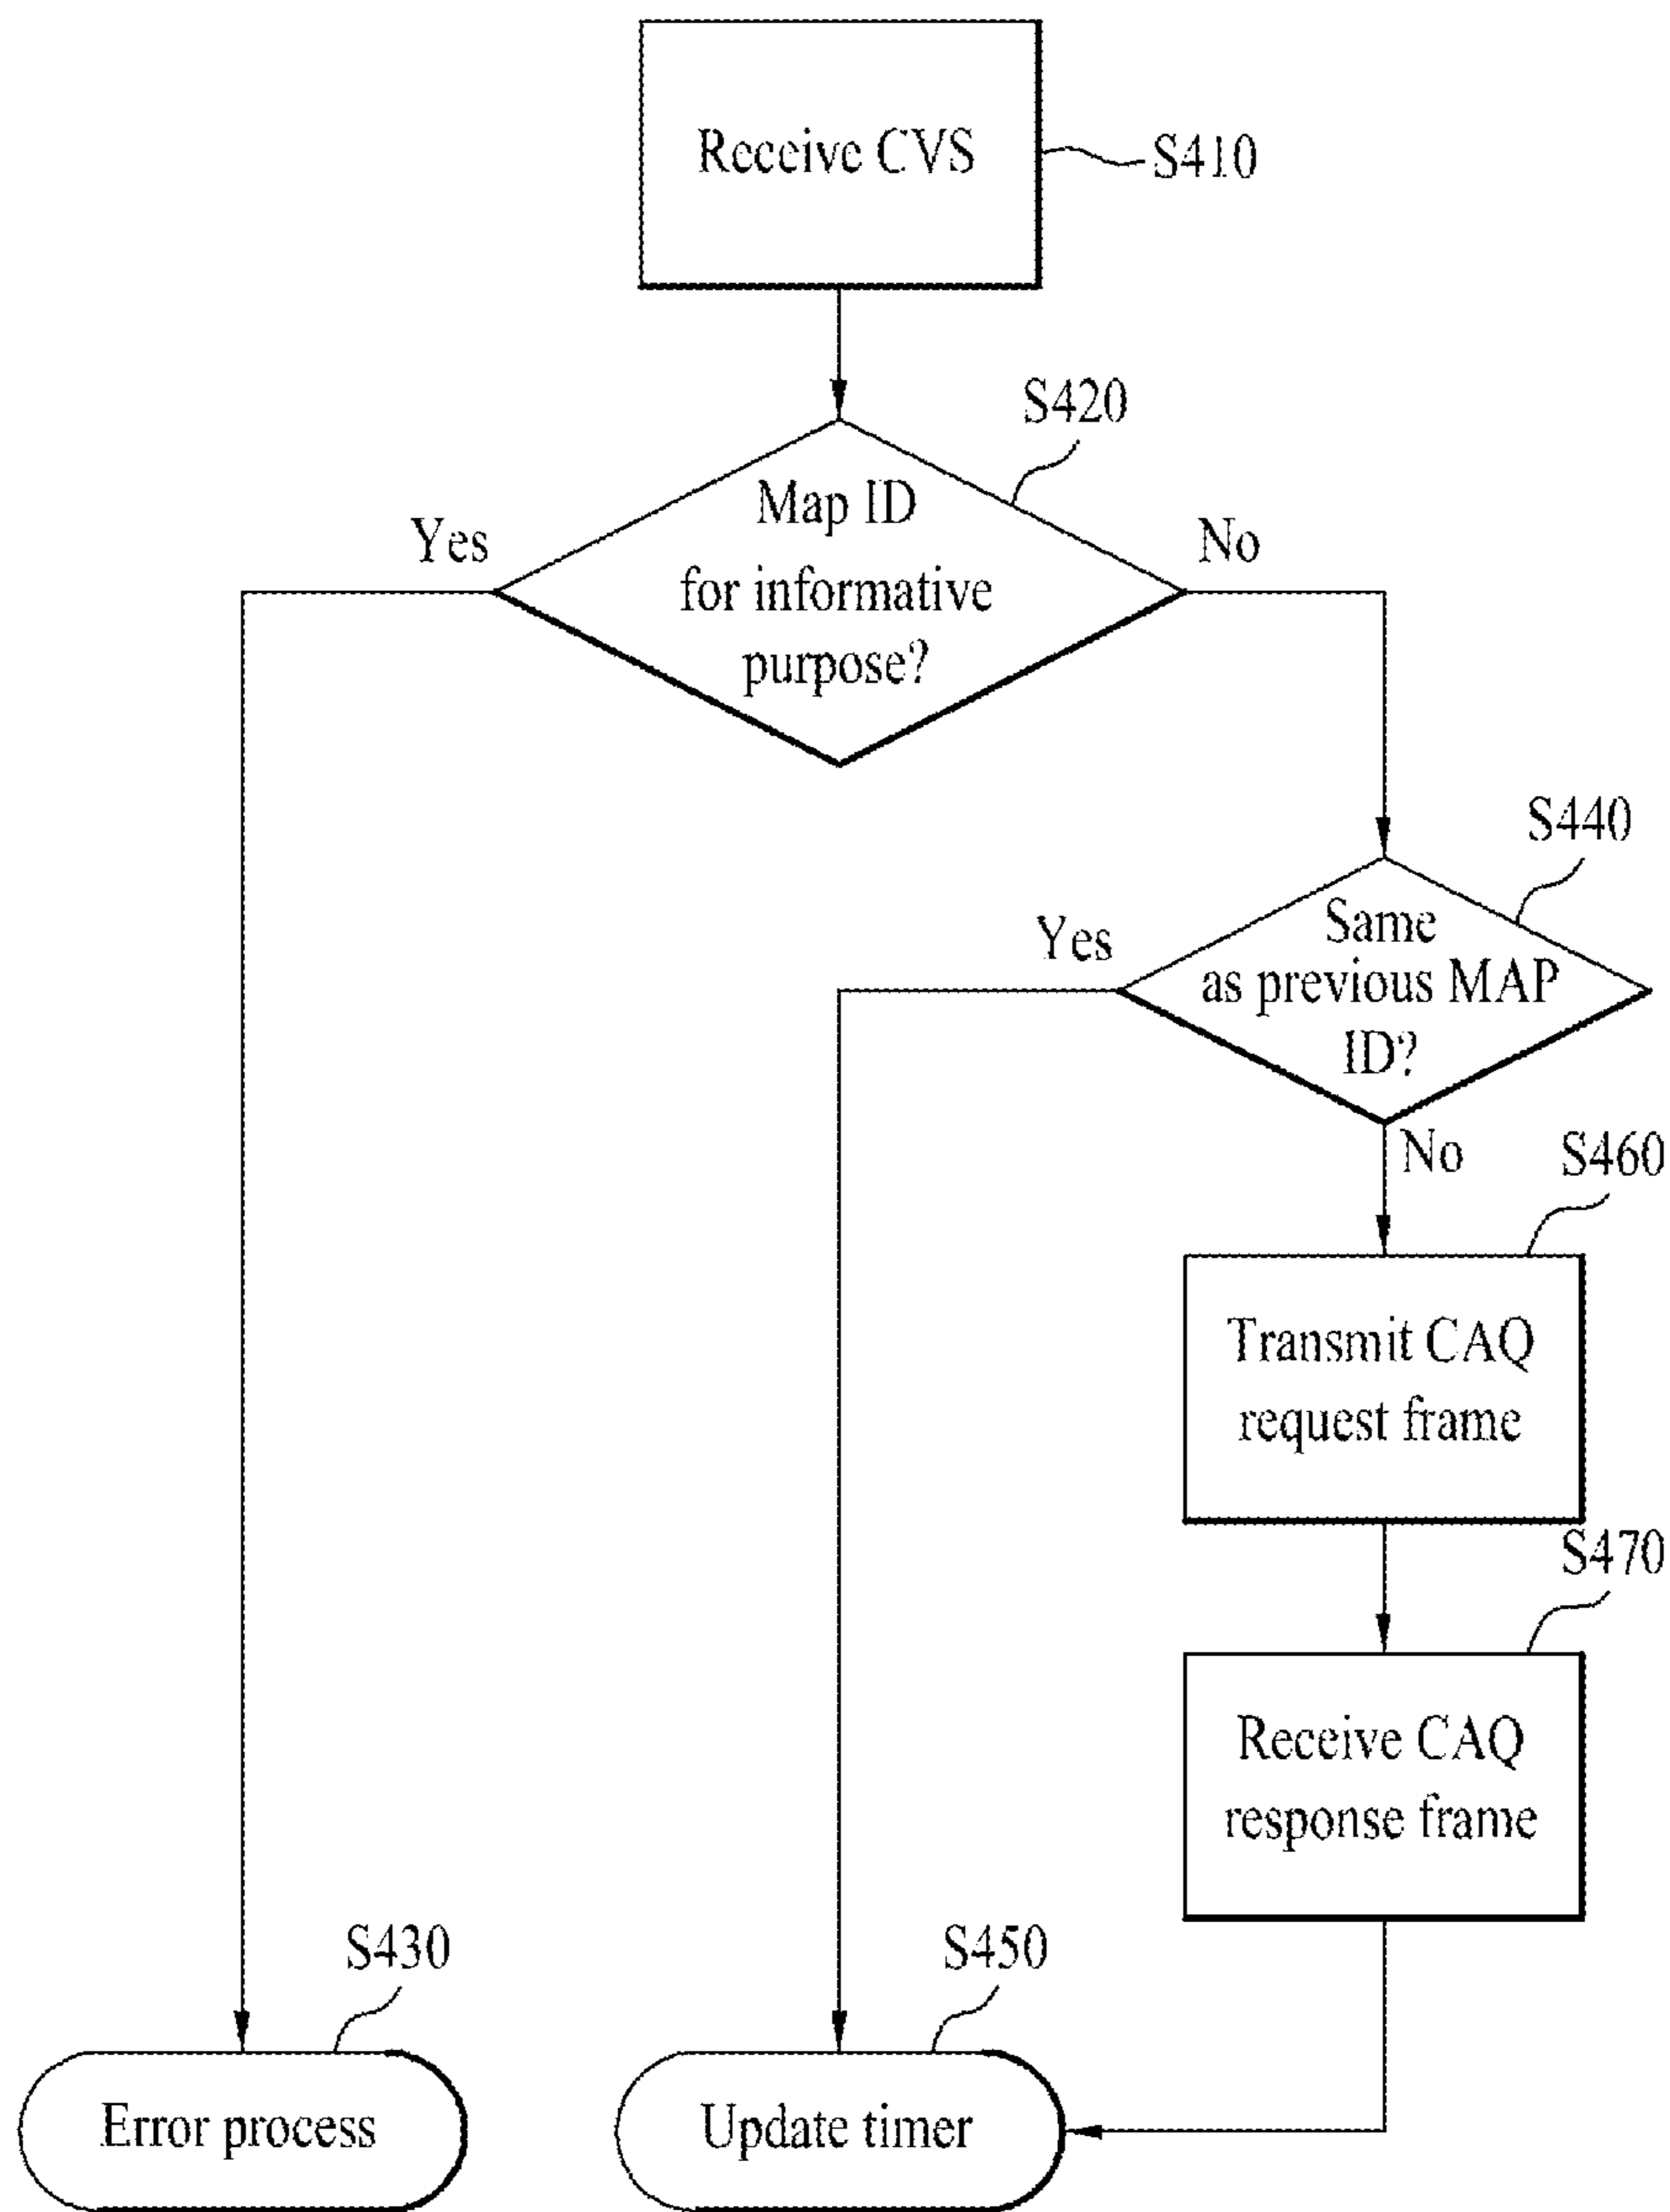 Receive CVS
S410
S420
Map ID
for informative
purpose?
Yes
No
S440
Same
as previous MAP
ID?
Yes
No
S460
Transmit CAQ
request frame
S470
Receive CAQ
response frame
S430
Error process
S450
Update timer